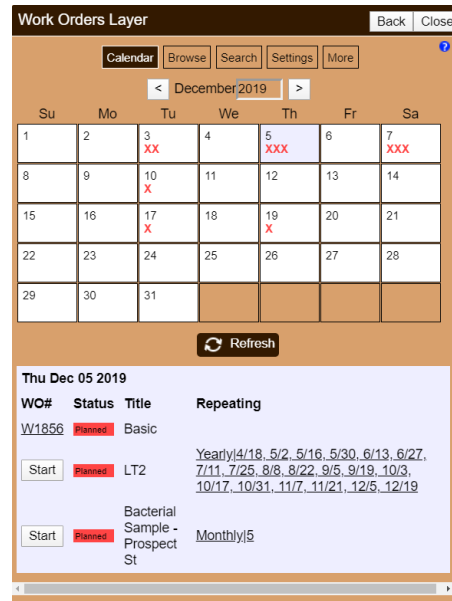 Work Orders Layer Back Close
Calendar Browse Search Settings More ?
< December 2019 >
Su Mo Tu We Th Fr Sa
1 2 3 4 5 6 7
XX XXX XXX
8 9 10 11 12 13 14
X
15 16 17 18 19 20 21
X X
22 23 24 25 26 27 28
29 30 31
Refresh
Thu Dec 05 2019
WO# Status Title Repeating
W1856 Planned Basic
Start Planned LT2 Yearly|4/18, 5/2, 5/16, 5/30, 6/13, 6/27,
7/11, 7/25, 8/8, 8/22, 9/5, 9/19, 10/3,
10/17, 10/31, 11/7, 11/21, 12/5, 12/19
Start Planned Bacterial
Sample -
Prospect
St
Monthly|5